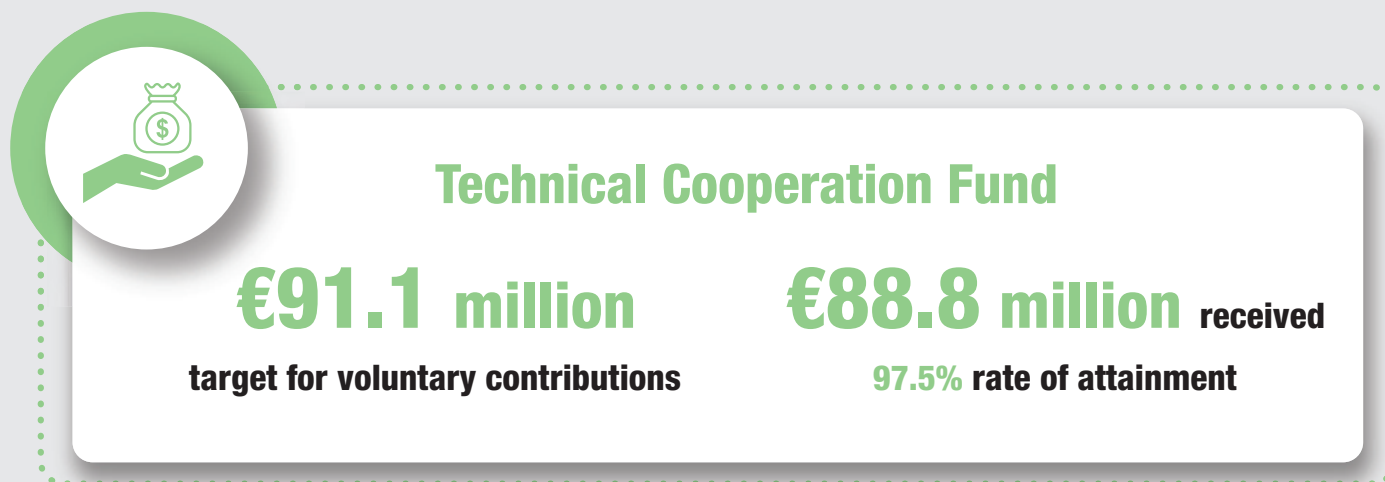 $
Technical Cooperation Fund
€91.1 million
target for voluntary contributions
€88.8 million received
97.5% rate of attainment